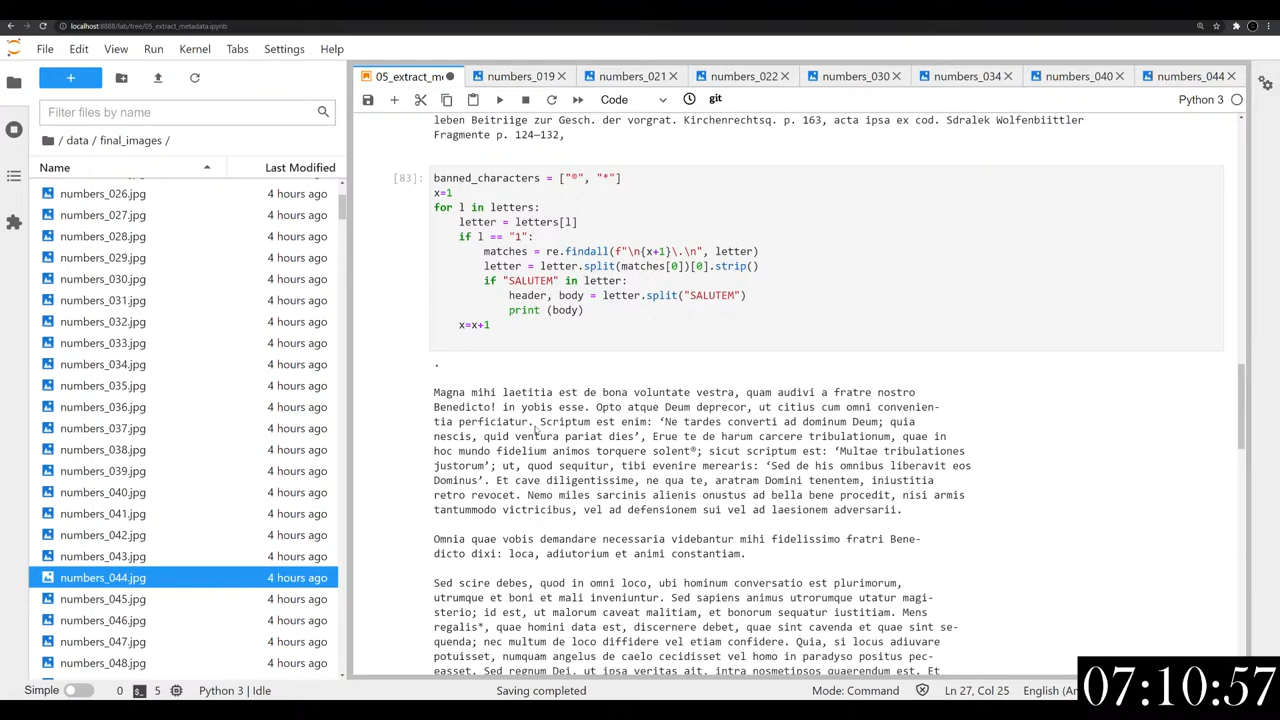 localhost:8888/lab/tree/05_extract_metadata.ipynb
File Edit View Run Kernel Tabs Settings Help
+
Filter files by name
/ data / final_images /
Name Last Modified
numbers_026.jpg 4 hours ago
numbers_027.jpg 4 hours ago
numbers_028.jpg 4 hours ago
numbers_029.jpg 4 hours ago
numbers_030.jpg 4 hours ago
numbers_031.jpg 4 hours ago
numbers_032.jpg 4 hours ago
numbers_033.jpg 4 hours ago
numbers_034.jpg 4 hours ago
numbers_035.jpg 4 hours ago
numbers_036.jpg 4 hours ago
numbers_037.jpg 4 hours ago
numbers_038.jpg 4 hours ago
numbers_039.jpg 4 hours ago
numbers_040.jpg 4 hours ago
numbers_041.jpg 4 hours ago
numbers_042.jpg 4 hours ago
numbers_043.jpg 4 hours ago
numbers_044.jpg 4 hours ago
numbers_045.jpg 4 hours ago
numbers_046.jpg 4 hours ago
numbers_047.jpg 4 hours ago
numbers_048.jpg 4 hours ago
05_extract_me numbers_019 numbers_021 numbers_022 numbers_030 numbers_034 numbers_040 numbers_044
Code git Python 3
leben Beitriige zur Gesch. der vorgrat. Kirchenrechtsq. p. 163, acta ipsa ex cod. Sdralek Wolfenbiittler
Fragmente p. 124—132,
[83]: banned_characters = ["®", "*"]
x=1
for l in letters:
letter = letters[l]
if l == "1":
matches = re.findall(f"\n{x+1}\.\n", letter)
letter = letter.split(matches[0])[0].strip()
if "SALUTEM" in letter:
header, body = letter.split("SALUTEM")
print (body)
x=x+1
.
Magna mihi laetitia est de bona voluntate vestra, quam audivi a fratre nostro
Benedicto! in yobis esse. Opto atque Deum deprecor, ut citius cum omni convenien-
tia perficiatur. Scriptum est enim: ‘Ne tardes converti ad dominum Deum; quia
nescis, quid ventura pariat dies’, Erue te de harum carcere tribulationum, quae in
hoc mundo fidelium animos torquere solent®; sicut scriptum est: ‘Multae tribulationes
justorum’; ut, quod sequitur, tibi evenire merearis: ‘Sed de his omnibus liberavit eos
Dominus’. Et cave diligentissime, ne qua te, aratram Domini tenentem, iniustitia
retro revocet. Nemo miles sarcinis alienis onustus ad bella bene procedit, nisi armis
tantummodo victricibus, vel ad defensionem sui vel ad laesionem adversarii.
Omnia quae vobis demandare necessaria videbantur mihi fidelissimo fratri Bene-
dicto dixi: loca, adiutorium et animi constantiam.
Sed scire debes, quod in omni loco, ubi hominum conversatio est plurimorum,
utrumque et boni et mali inveniuntur. Sed sapiens animus utrorumque utatur magi-
sterio; id est, ut malorum caveat malitiam, et bonorum sequatur iustitiam. Mens
regalis*, quae homini data est, discernere debet, quae sint cavenda et quae sint se-
quenda; nec multum de loco diffidere vel etiam confidere. Quia, si locus adiuvare
potuisset, numquam angelus de caelo cecidisset vel homo in paradyso positus pec-
easset. Sed regnum Dei, ut ipsa veritas ait, intra nosmetipsos quaerendum est. Et
Simple 0 5 Python 3 | Idle Saving completed Mode: Command Ln 27, Col 25 English (Am
07:10:57